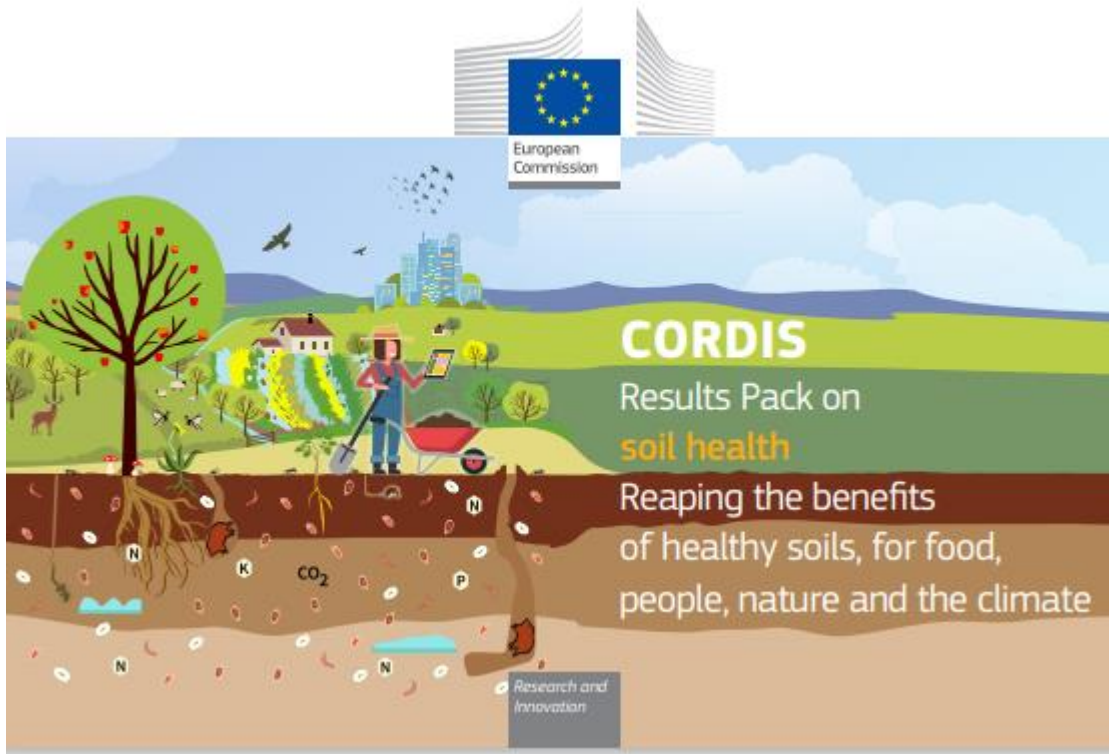 European
Commission
CORDIS
Results Pack on
soil health
Reaping the benefits
of healthy soils, for food,
people, nature and the climate
N
N
K
CO2
P
N
N
Research and
Innovation